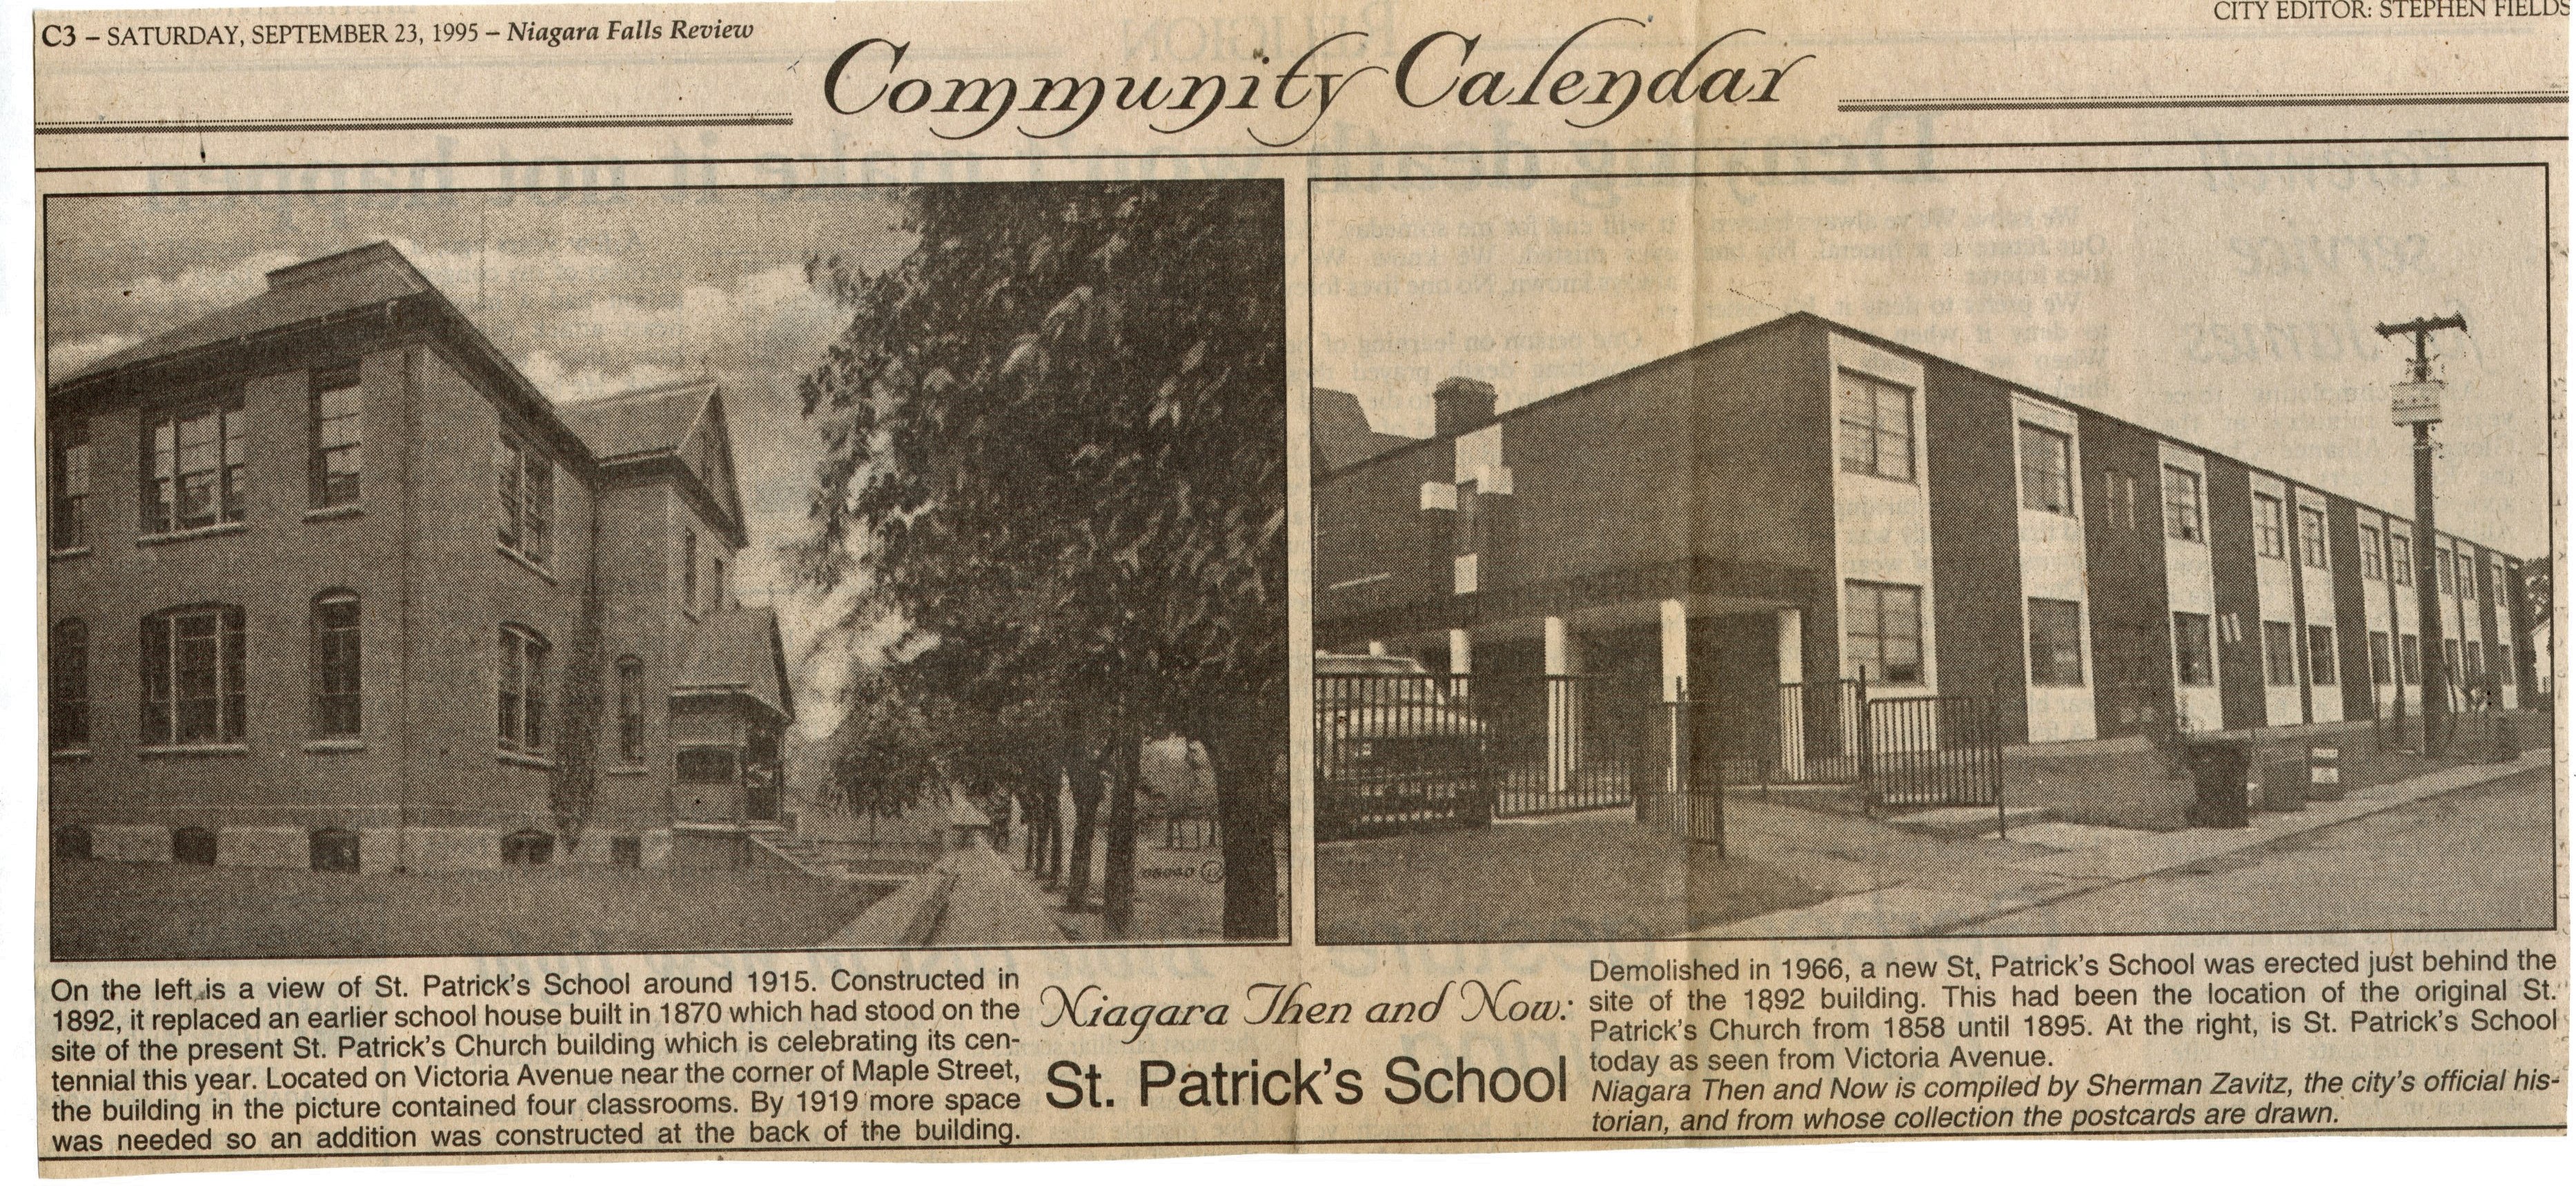 C3 – SATURDAY, SEPTEMBER 23, 1995 – Niagara Falls Review
CITY EDITOR: STEPHEN FIELDS
Community Calendar
On the left is a view of St. Patrick's School around 1915. Constructed in
1892, it replaced an earlier school house built in 1870 which had stood on the
site of the present St. Patrick's Church building which is celebrating its cen-
tennial this year. Located on Victoria Avenue near the corner of Maple Street,
the building in the picture contained four classrooms. By 1919 more space
was needed so an addition was constructed at the back of the building.
Niagara Then and Now:
St. Patrick's School
Demolished in 1966, a new St. Patrick's School was erected just behind the
site of the 1892 building. This had been the location of the original St.
Patrick's Church from 1858 until 1895. At the right, is St. Patrick's School
today as seen from Victoria Avenue.
Niagara Then and Now is compiled by Sherman Zavitz, the city's official his-
torian, and from whose collection the postcards are drawn.